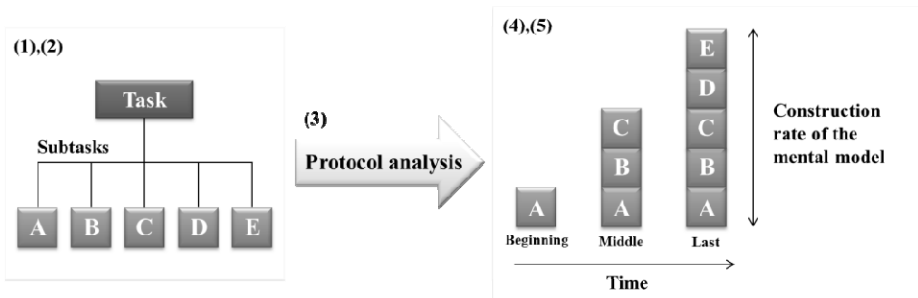 (1),(2)
Task
Subtasks
A B C D E
(3)
Protocol analysis
(4),(5)
E
D
C C
B B
A A A
Beginning Middle Last
Time
Construction
rate of the
mental model